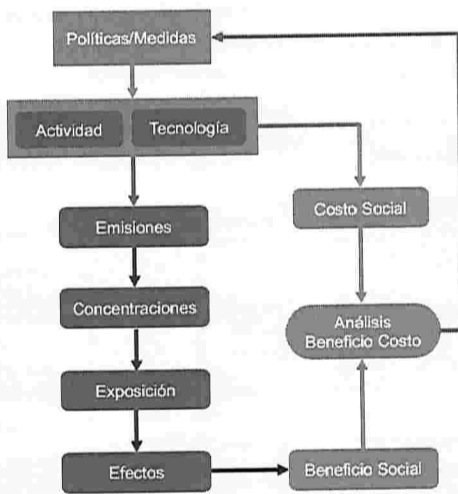 Políticas/Medidas
Actividad
Tecnología
Emisiones
Costo Social
Concentraciones
Análisis
Beneficio Costo
Exposición
Efectos
Beneficio Social